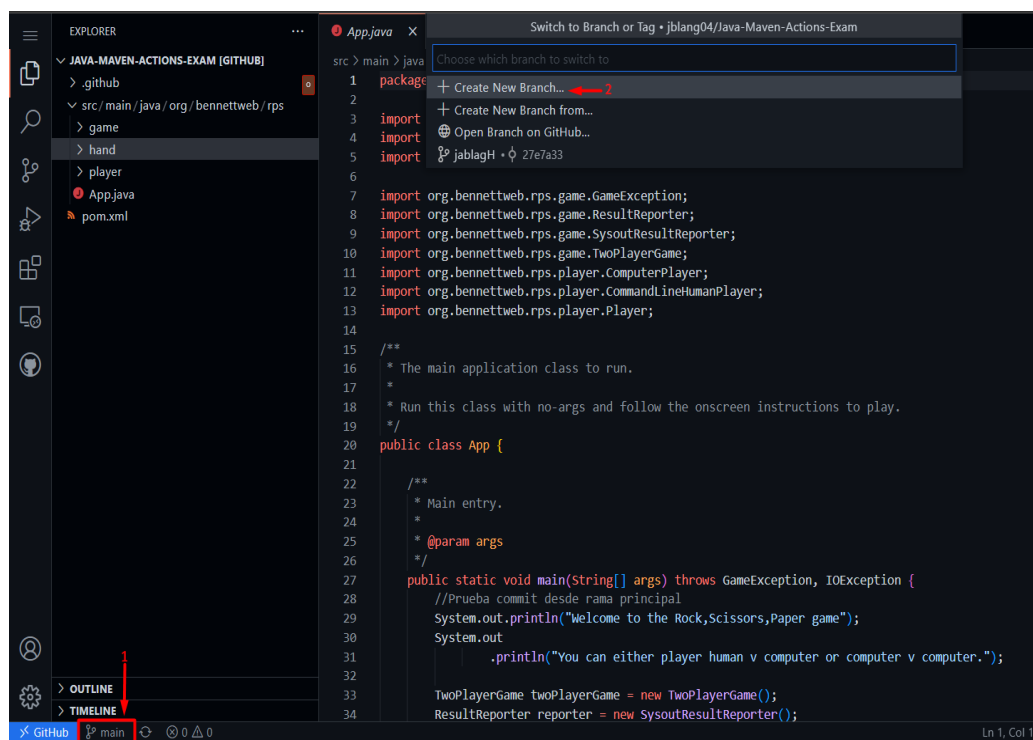 EXPLORER
JAVA-MAVEN-ACTIONS-EXAM [GITHUB]
.github
src / main / java / org / bennettweb / rps
game
hand
player
App.java
pom.xml
OUTLINE
TIMELINE
App.java
src > main > java
Switch to Branch or Tag • jblang04/Java-Maven-Actions-Exam
Choose which branch to switch to
+ Create New Branch... 2
+ Create New Branch from...
Open Branch on GitHub...
jablagH • 27e7a33
1 package
2
3 import
4 import
5 import
6
7 import org.bennettweb.rps.game.GameException;
8 import org.bennettweb.rps.game.ResultReporter;
9 import org.bennettweb.rps.game.SysoutResultReporter;
10 import org.bennettweb.rps.game.TwoPlayerGame;
11 import org.bennettweb.rps.player.ComputerPlayer;
12 import org.bennettweb.rps.player.CommandLineHumanPlayer;
13 import org.bennettweb.rps.player.Player;
14
15 /**
16 * The main application class to run.
17 *
18 * Run this class with no-args and follow the onscreen instructions to play.
19 */
20 public class App {
21
22 /**
23 * Main entry.
24 *
25 * @param args
26 */
27 public static void main(String[] args) throws GameException, IOException {
28 //Prueba commit desde rama principal
29 System.out.println("Welcome to the Rock,Scissors,Paper game");
30 System.out
31 .println("You can either player human v computer or computer v computer.");
32
33 TwoPlayerGame twoPlayerGame = new TwoPlayerGame();
34 ResultReporter reporter = new SysoutResultReporter();
1
GitHub main 0 0 Ln 1, Col 1